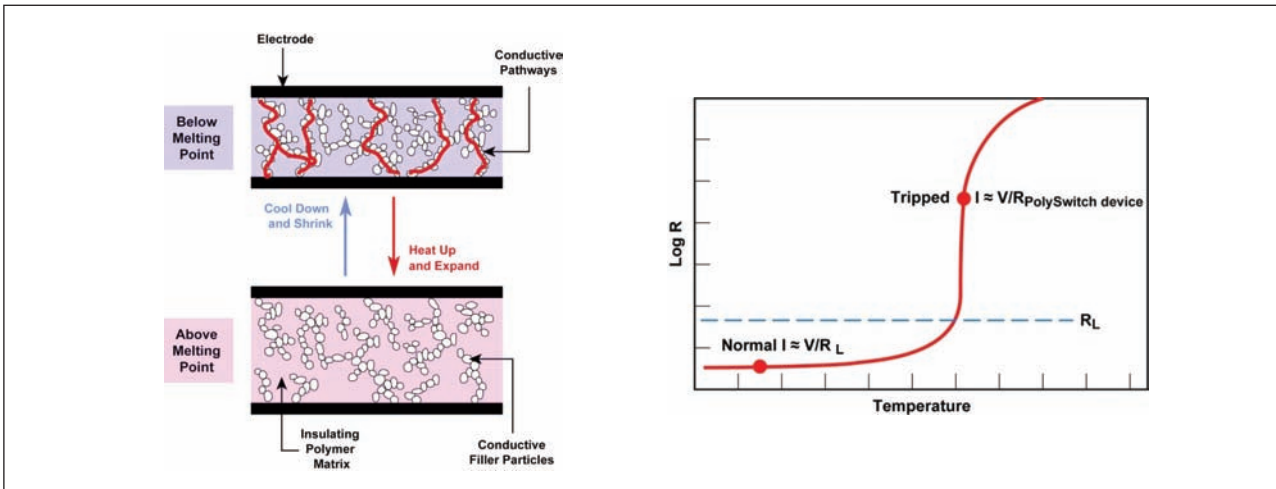 Electrode
Conductive
Pathways
Below
Melting
Point
Cool Down
and Shrink
Heat Up
and Expand
Above
Melting
Point
Insulating
Polymer
Matrix
Conductive
Filler Particles
Log R
Tripped I ≈ V/RPolySwitch device
RL
Normal I ≈ V/R L
Temperature